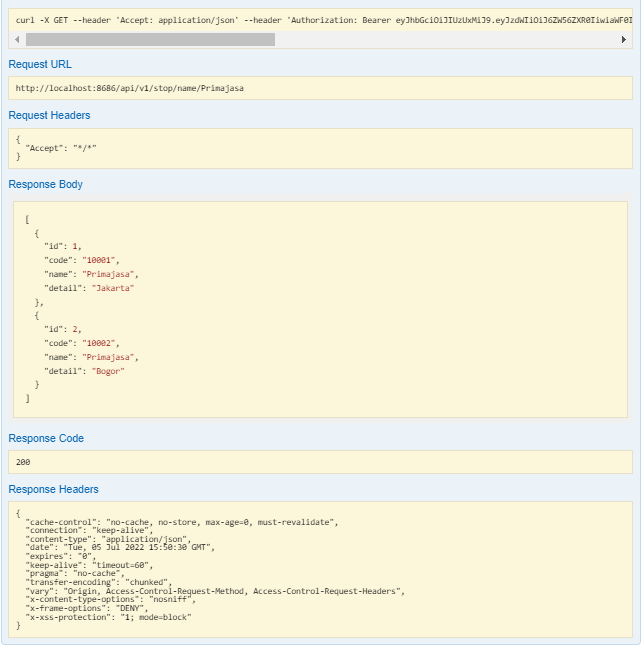 curl -X GET --header 'Accept: application/json' --header 'Authorization: Bearer eyJhbGciOiJIUzUxMiJ9.eyJzdWIiOiJ6ZW56ZXR0IiwiaWF0I
Request URL
http://localhost:8686/api/v1/stop/name/Primajasa
Request Headers
{
  "Accept": "*/*"
}
Response Body
[
  {
    "id": 1,
    "code": "10001",
    "name": "Primajasa",
    "detail": "Jakarta"
  },
  {
    "id": 2,
    "code": "10002",
    "name": "Primajasa",
    "detail": "Bogor"
  }
]
Response Code
200
Response Headers
{
  "cache-control": "no-cache, no-store, max-age=0, must-revalidate",
  "connection": "keep-alive",
  "content-type": "application/json",
  "date": "Tue, 05 Jul 2022 15:50:30 GMT",
  "expires": "0",
  "keep-alive": "timeout=60",
  "pragma": "no-cache",
  "transfer-encoding": "chunked",
  "vary": "Origin, Access-Control-Request-Method, Access-Control-Request-Headers",
  "x-content-type-options": "nosniff",
  "x-frame-options": "DENY",
  "x-xss-protection": "1; mode=block"
}